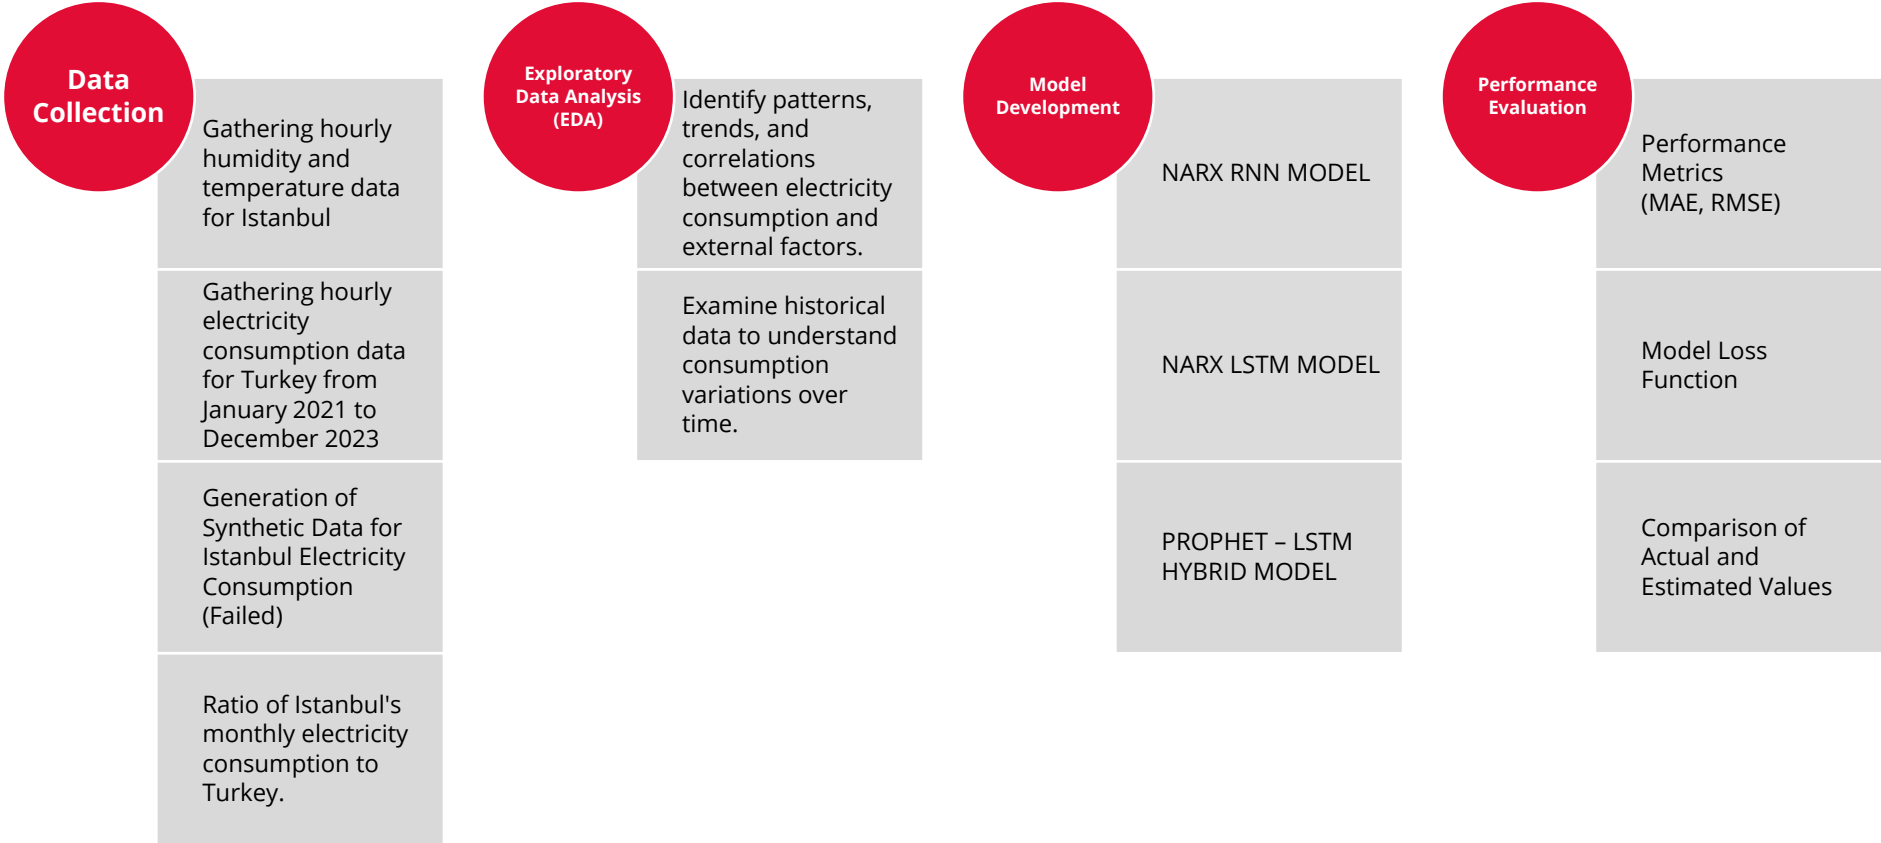 Data
Collection
Gathering hourly
humidity and
temperature data
for Istanbul
Gathering hourly
electricity
consumption data
for Turkey from
January 2021 to
December 2023
Generation of
Synthetic Data for
Istanbul Electricity
Consumption
(Failed)
Ratio of Istanbul's
monthly electricity
consumption to
Turkey.
Exploratory
Data Analysis
(EDA)
Identify patterns,
trends, and
correlations
between electricity
consumption and
external factors.
Examine historical
data to understand
consumption
variations over
time.
Model
Development
NARX RNN MODEL
NARX LSTM MODEL
PROPHET – LSTM
HYBRID MODEL
Performance
Evaluation
Performance
Metrics
(MAE, RMSE)
Model Loss
Function
Comparison of
Actual and
Estimated Values